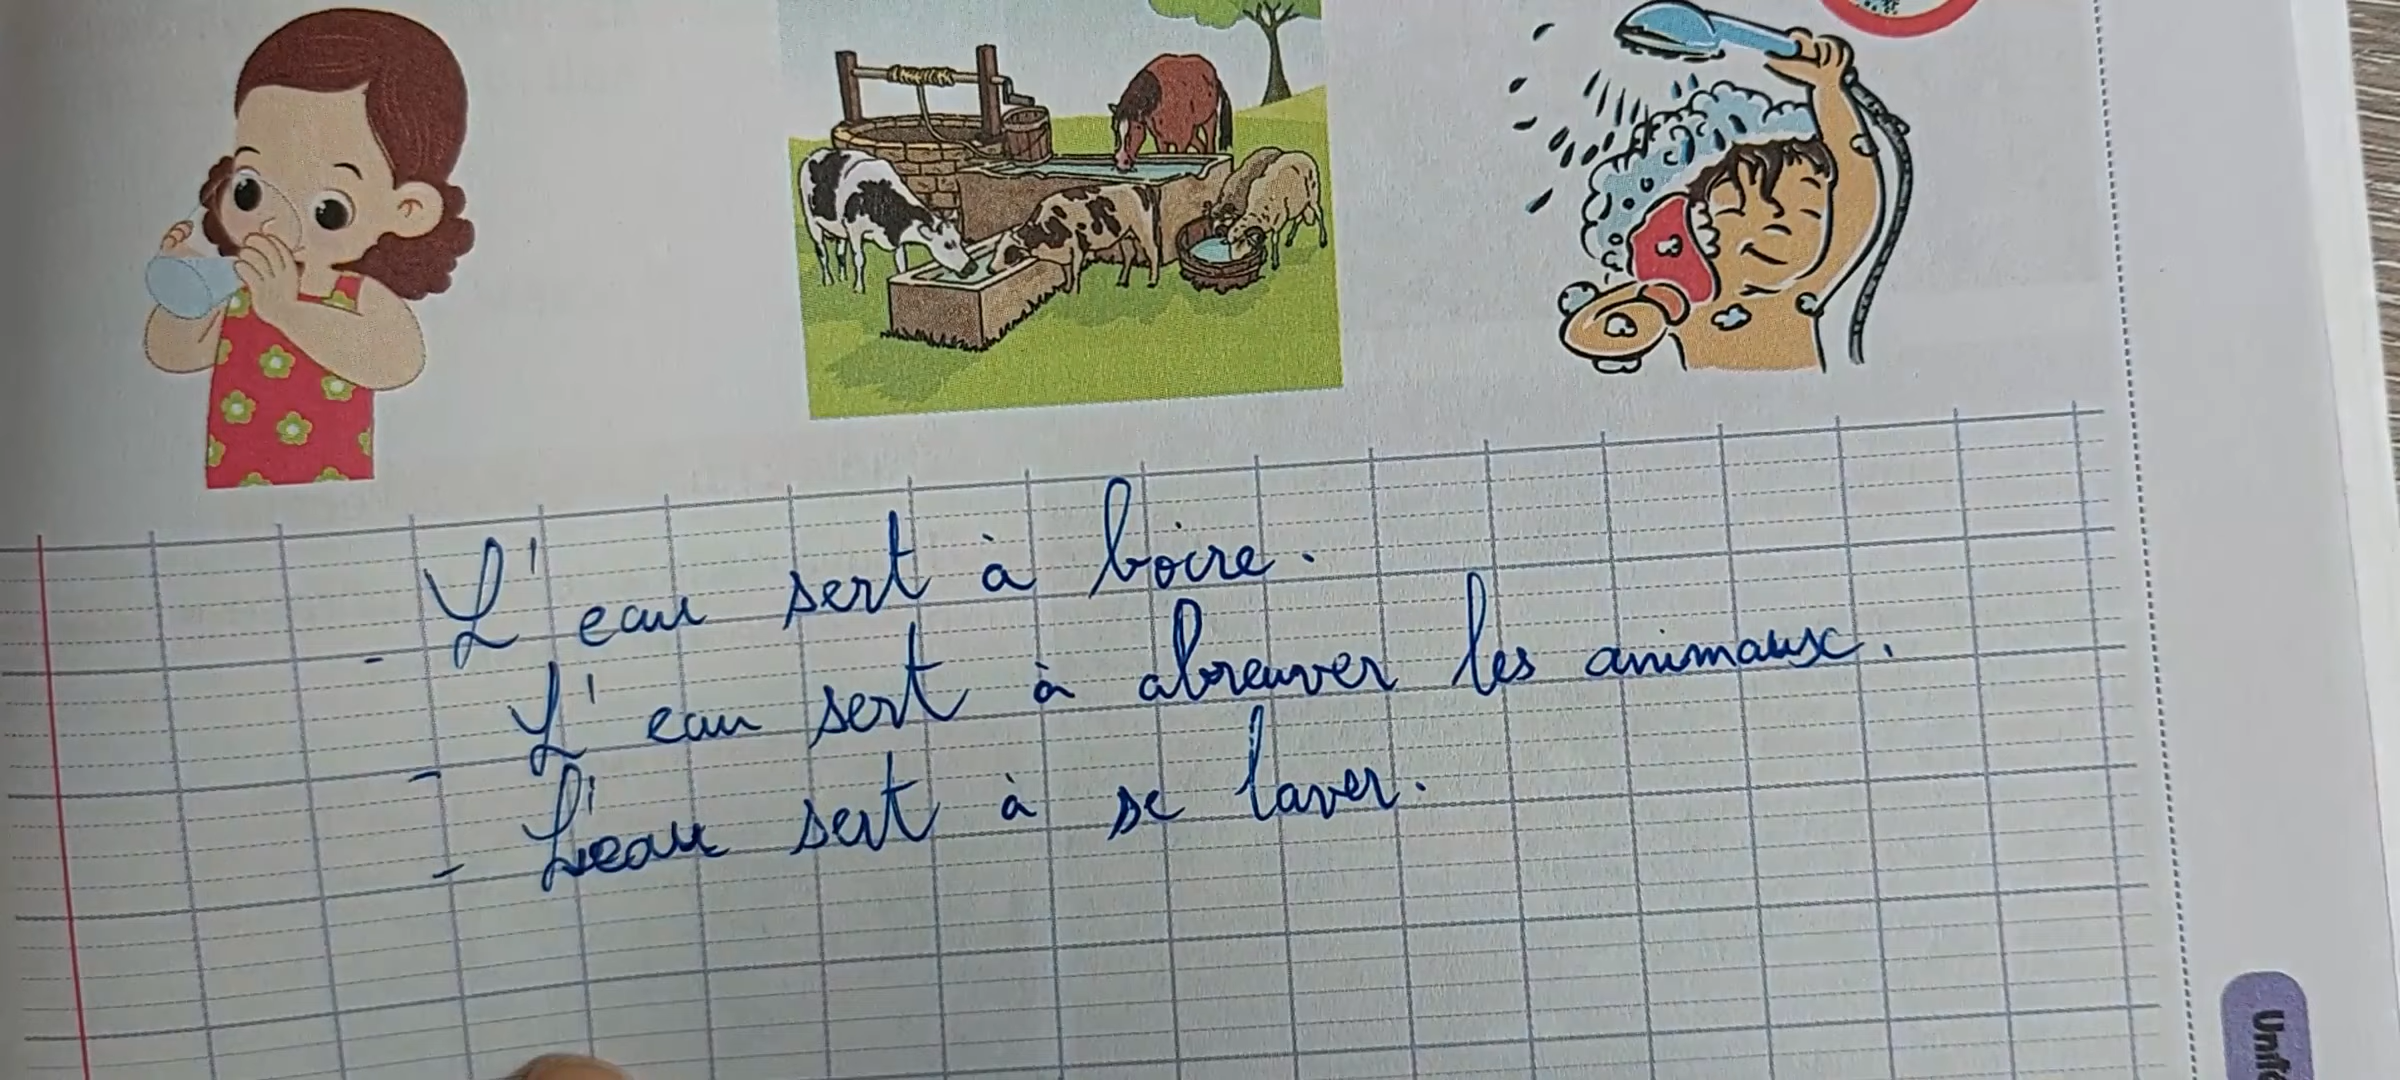 - L'eau sert à boire.
- L'eau sert à abreuver les animaux.
- L'eau sert à se laver.